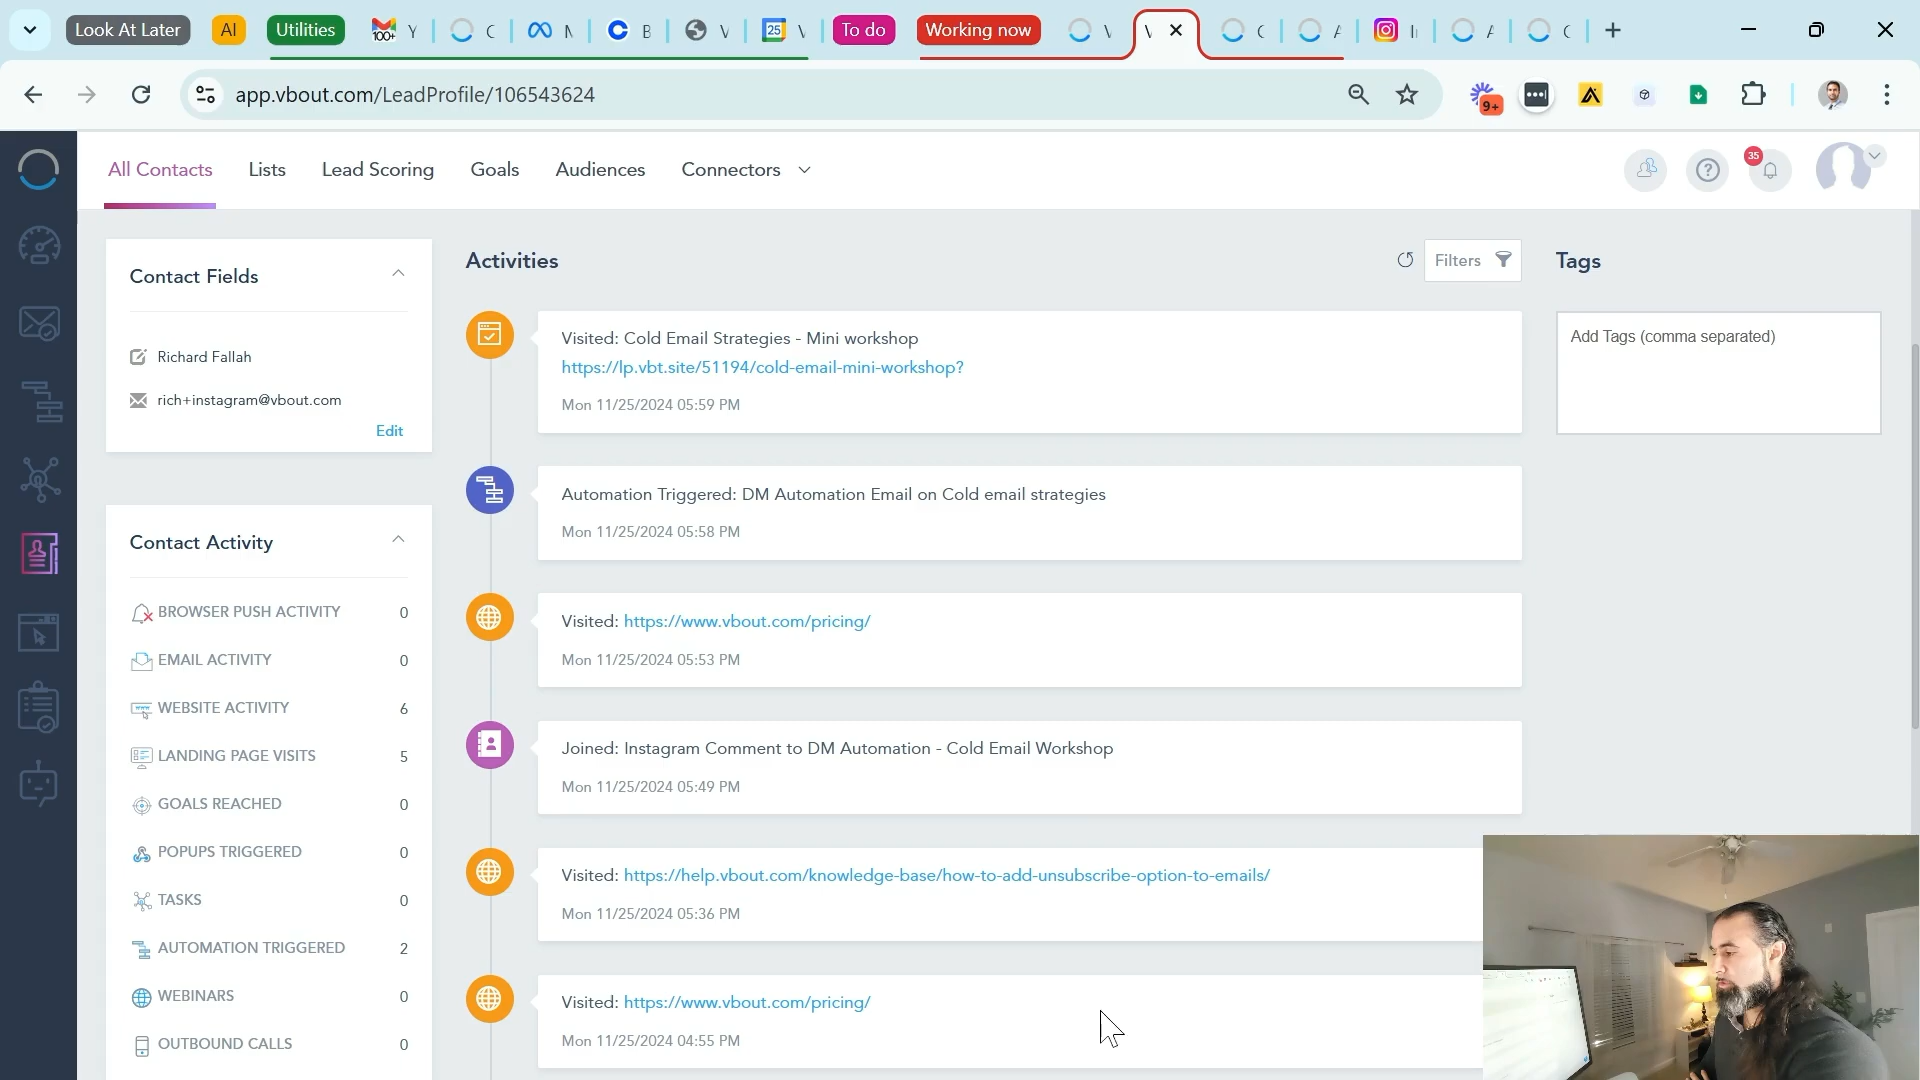 Look At Later
AI
Utilities
100+
Y
C
M
B
V
25
V
To do
Working now
V
V
C
A
I
A
C
app.vbout.com/LeadProfile/106543624
9+
All Contacts
Lists
Lead Scoring
Goals
Audiences
Connectors
?
35
Contact Fields
Richard Fallah
rich+instagram@vbout.com
Edit
Contact Activity
BROWSER PUSH ACTIVITY 0
EMAIL ACTIVITY 0
WEBSITE ACTIVITY 6
LANDING PAGE VISITS 5
GOALS REACHED 0
POPUPS TRIGGERED 0
TASKS 0
AUTOMATION TRIGGERED 2
WEBINARS 0
OUTBOUND CALLS 0
Activities
Filters
Visited: Cold Email Strategies - Mini workshop
https://lp.vbt.site/51194/cold-email-mini-workshop?
Mon 11/25/2024 05:59 PM
Automation Triggered: DM Automation Email on Cold email strategies
Mon 11/25/2024 05:58 PM
Visited: https://www.vbout.com/pricing/
Mon 11/25/2024 05:53 PM
Joined: Instagram Comment to DM Automation - Cold Email Workshop
Mon 11/25/2024 05:49 PM
Visited: https://help.vbout.com/knowledge-base/how-to-add-unsubscribe-option-to-emails/
Mon 11/25/2024 05:36 PM
Visited: https://www.vbout.com/pricing/
Mon 11/25/2024 04:55 PM
Tags
Add Tags (comma separated)